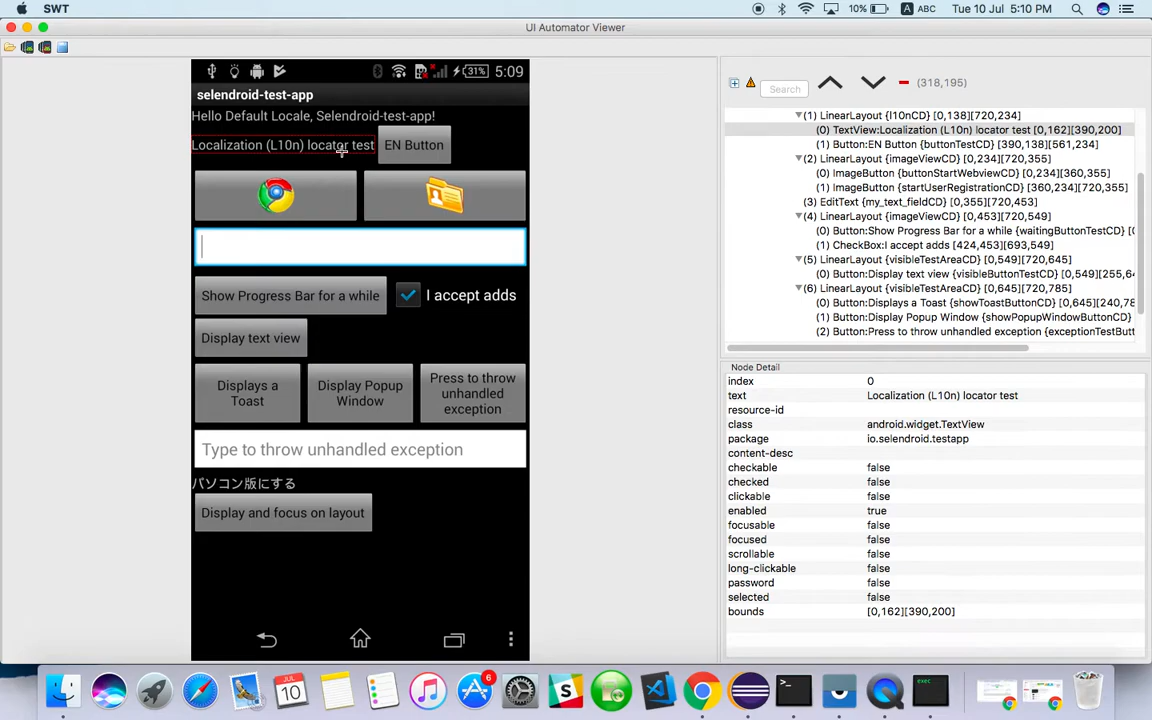 SWT
10%
A ABC
Tue 10 Jul 5:10 PM
UI Automator Viewer
31% 5:09
selendroid-test-app
Hello Default Locale, Selendroid-test-app!
Localization (L10n) locator test
EN Button
Show Progress Bar for a while
I accept adds
Display text view
Displays a
Toast
Display Popup
Window
Press to throw
unhandled
exception
Type to throw unhandled exception
パソコン版にする
Display and focus on layout
Search
(318,195)
(1) LinearLayout {l10nCD} [0,138][720,234]
(0) TextView:Localization (L10n) locator test [0,162][390,200]
(1) Button:EN Button {buttonTestCD} [390,138][561,234]
(2) LinearLayout {imageViewCD} [0,234][720,355]
(0) ImageButton {buttonStartWebviewCD} [0,234][360,355]
(1) ImageButton {startUserRegistrationCD} [360,234][720,355]
(3) EditText {my_text_fieldCD} [0,355][720,453]
(4) LinearLayout {imageViewCD} [0,453][720,549]
(0) Button:Show Progress Bar for a while {waitingButtonTestCD} [0
(1) CheckBox:I accept adds [424,453][693,549]
(5) LinearLayout {visibleTestAreaCD} [0,549][720,645]
(0) Button:Display text view {visibleButtonTestCD} [0,549][255,6
(6) LinearLayout {visibleTestAreaCD} [0,645][720,785]
(0) Button:Displays a Toast {showToastButtonCD} [0,645][240,78
(1) Button:Display Popup Window {showPopupWindowButtonCD}
(2) Button:Press to throw unhandled exception {exceptionTestButt
Node Detail
index 0
text Localization (L10n) locator test
resource-id
class android.widget.TextView
package io.selendroid.testapp
content-desc
checkable false
checked false
clickable false
enabled true
focusable false
focused false
scrollable false
long-clickable false
password false
selected false
bounds [0,162][390,200]
JUL
10
6
exec